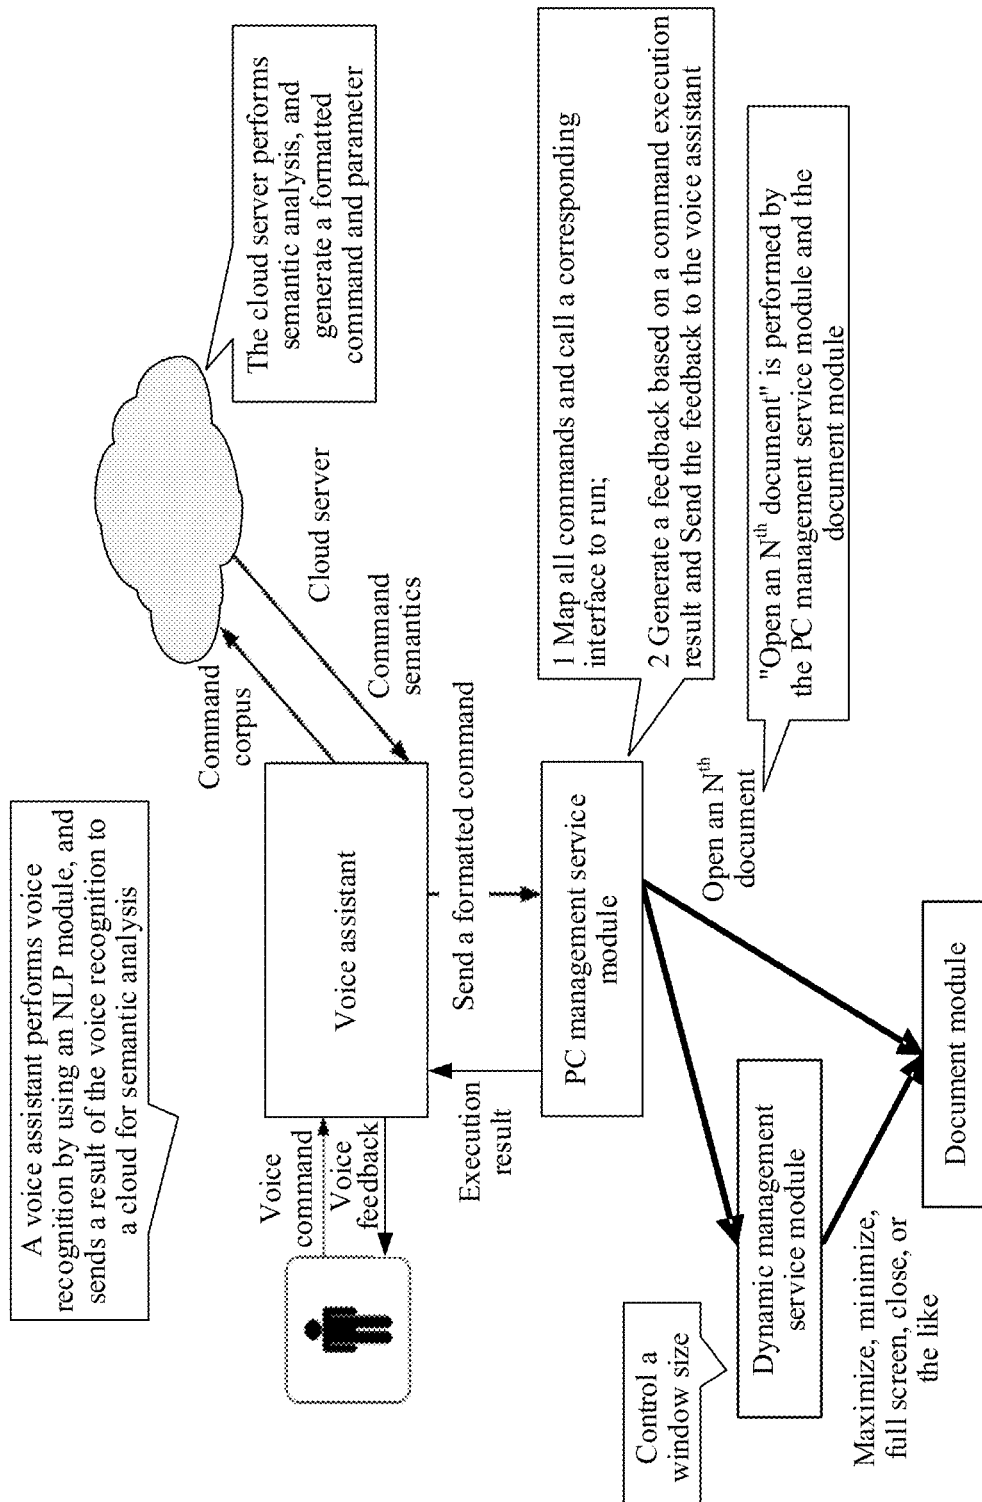 A voice assistant performs voice
recognition by using an NLP module, and
sends a result of the voice recognition to
a cloud for semantic analysis
The cloud server performs
semantic analysis, and
generate a formatted
command and parameter
Cloud server
Command
corpus
Command
semantics
Voice
command
Voice
feedback
Voice assistant
Execution
result
Send a formatted command
PC management service
module
1 Map all commands and call a corresponding
interface to run;
2 Generate a feedback based on a command execution
result and Send the feedback to the voice assistant
Control a
window size
Dynamic management
service module
Open an Nth
document
"Open an Nth document" is performed by
the PC management service module and the
document module
Maximize, minimize,
full screen, close, or
the like
Document module